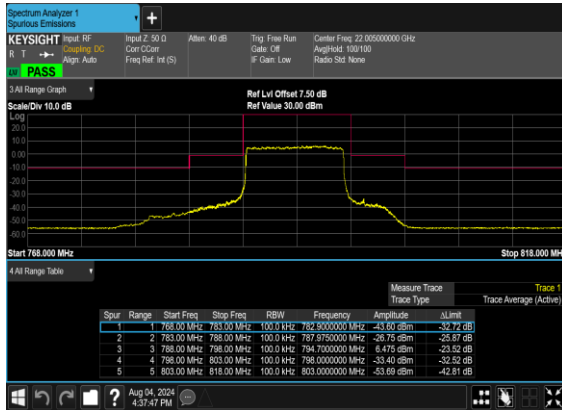 Spectrum Analyzer 1
Spurious Emissions
KEYSIGHT
R T
LW PASS
Input: RF
Coupling: DC
Align: Auto
Input Z: 50 Ω
Corr CCorr
Freq Ref: Int (S)
Atten: 40 dB
Trig: Free Run
Gate: Off
IF Gain: Low
Center Freq: 22.005000000 GHz
Avg|Hold: 100/100
Radio Std: None
3 All Range Graph
Scale/Div 10.0 dB
Ref Lvl Offset 7.50 dB
Ref Value 30.00 dBm
Log
20.0
10.0
0.00
-10.0
-20.0
-30.0
-40.0
-50.0
-60.0
Start 768.000 MHz
Stop 818.000 MHz
4 All Range Table
Measure Trace Trace 1
Trace Type Trace Average (Active)
Spur Range Start Freq Stop Freq RBW Frequency Amplitude ΔLimit
1 1 768.00 MHz 783.00 MHz 100.0 kHz 782.9000000 MHz -43.60 dBm -32.72 dB
2 2 783.00 MHz 788.00 MHz 100.0 kHz 787.9750000 MHz -26.75 dBm -25.87 dB
3 3 788.00 MHz 798.00 MHz 100.0 kHz 794.7000000 MHz 6.475 dBm -23.52 dB
4 4 798.00 MHz 803.00 MHz 100.0 kHz 798.0000000 MHz -33.40 dBm -32.52 dB
5 5 803.00 MHz 818.00 MHz 100.0 kHz 803.0000000 MHz -53.69 dBm -42.81 dB
Aug 04, 2024
4:37:47 PM